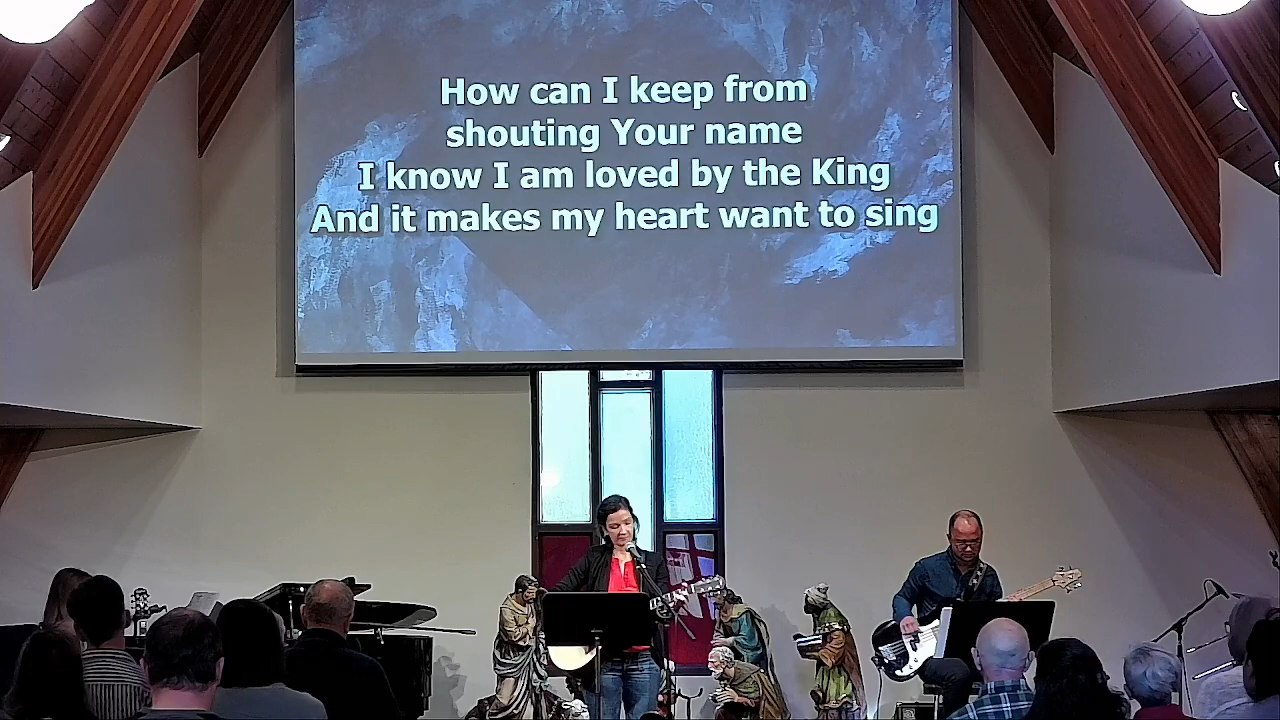 How can I keep from
shouting Your name
I know I am loved by the King
And it makes my heart want to sing